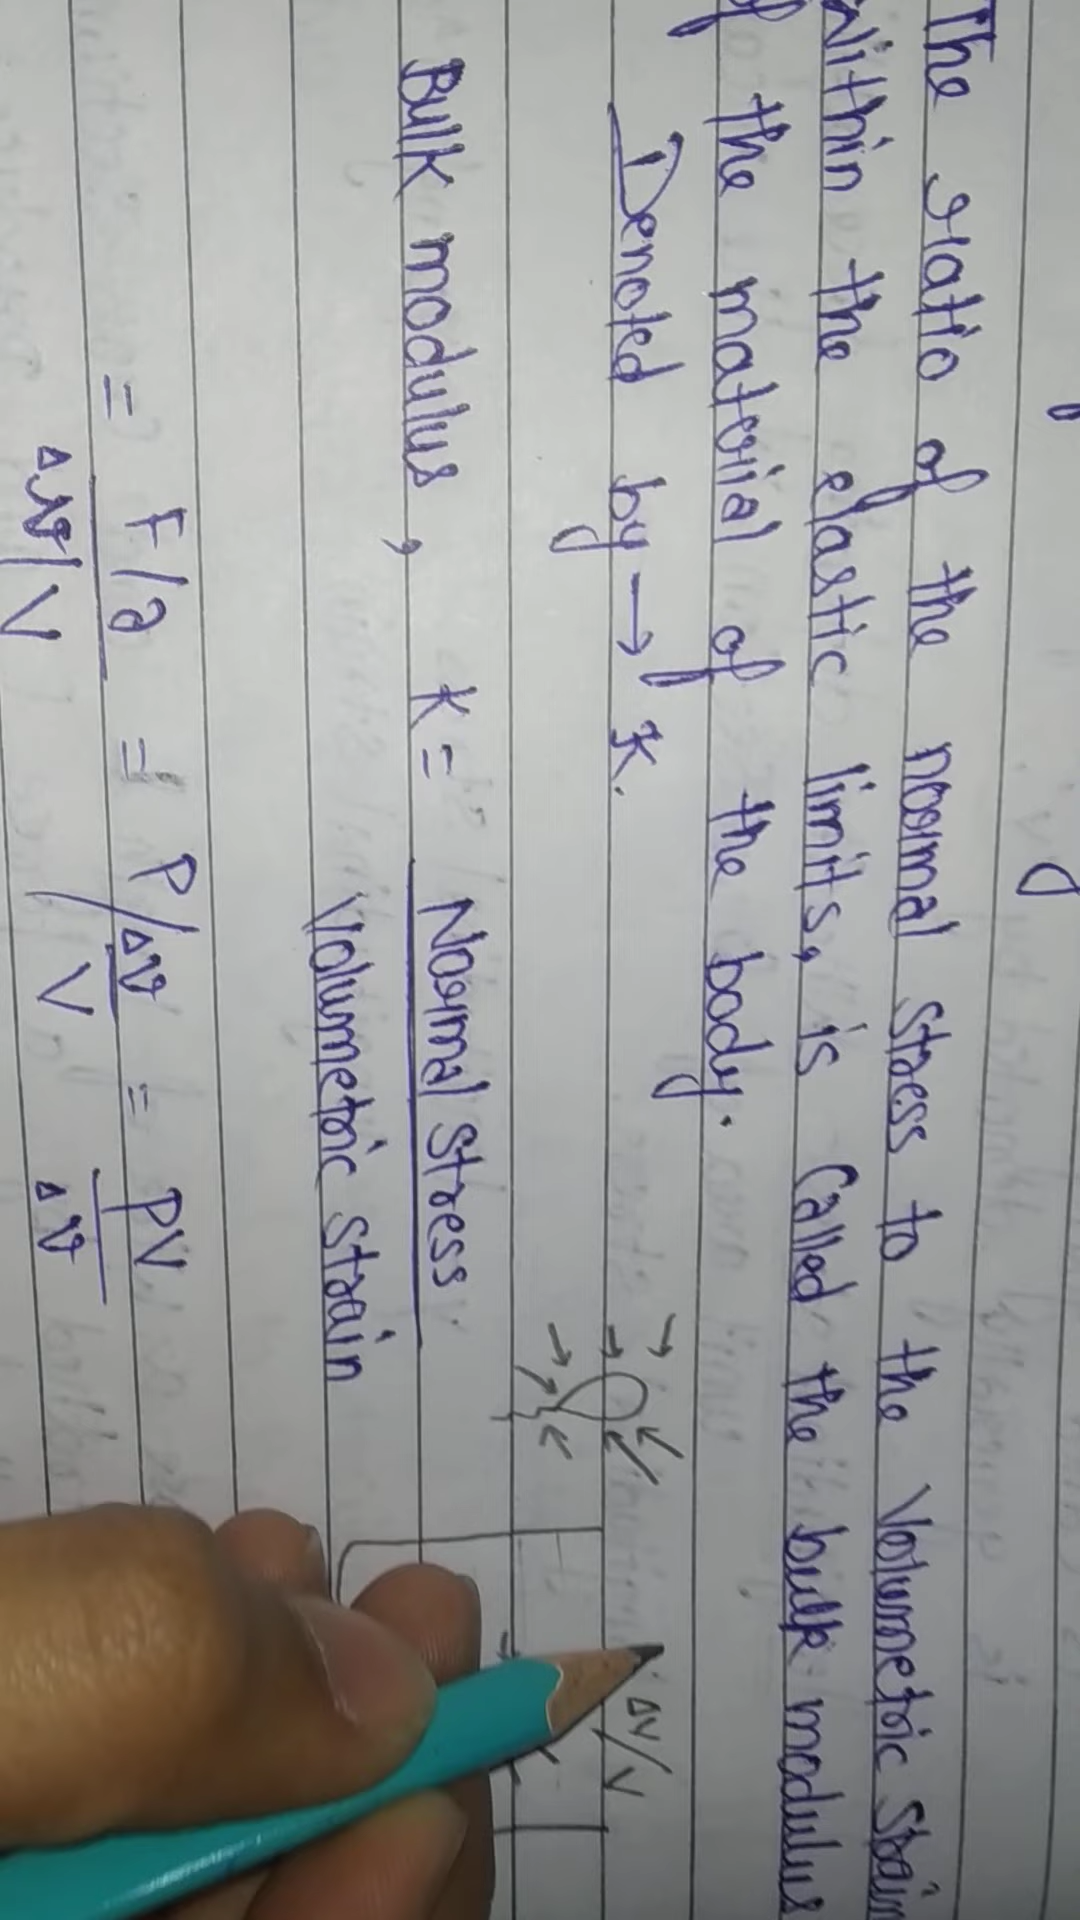 The ratio of the normal stress to the volumetric strain
Within the elastic limits, is Called the bulk modulus
of the material of the body.
Denoted by → K.
ΔV/V
Bulk modulus, K = Normal Stress
Volumetric Strain
= F/a = P/Δv = PV
Δv/V V Δv